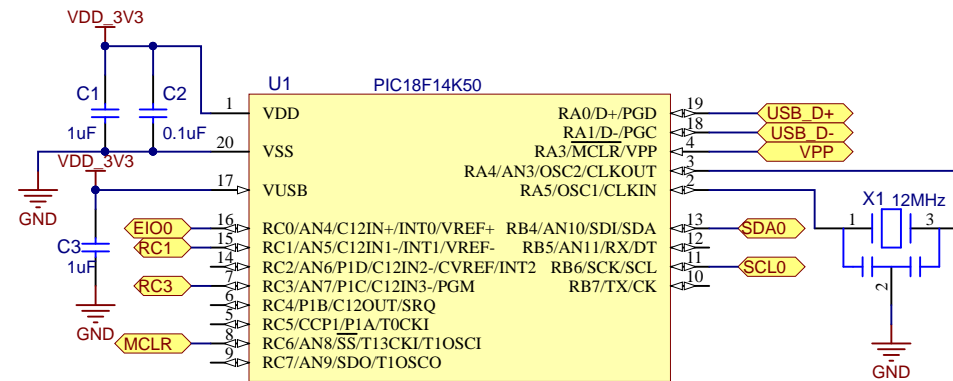 VDD_3V3
C1
C2
1uF
0.1uF
VDD_3V3
GND
C3
1uF
GND
U1
PIC18F14K50
1 VDD
20 VSS
17 VUSB
EIO0 16 RC0/AN4/C12IN+/INT0/VREF+
RC1 15 RC1/AN5/C12IN1-/INT1/VREF-
14 RC2/AN6/P1D/C12IN2-/CVREF/INT2
RC3 7 RC3/AN7/P1C/C12IN3-/PGM
6 RC4/P1B/C12OUT/SRQ
5 RC5/CCP1/P1A/T0CKI
MCLR 8 RC6/AN8/SS/T13CKI/T1OSCI
9 RC7/AN9/SDO/T1OSCO
RA0/D+/PGD 19 USB_D+
RA1/D-/PGC 18 USB_D-
RA3/MCLR/VPP 4 VPP
RA4/AN3/OSC2/CLKOUT 3
RA5/OSC1/CLKIN 2
RB4/AN10/SDI/SDA 13 SDA0
RB5/AN11/RX/DT 12
RB6/SCK/SCL 11 SCL0
RB7/TX/CK 10
X1 12MHz
1
3
2
GND